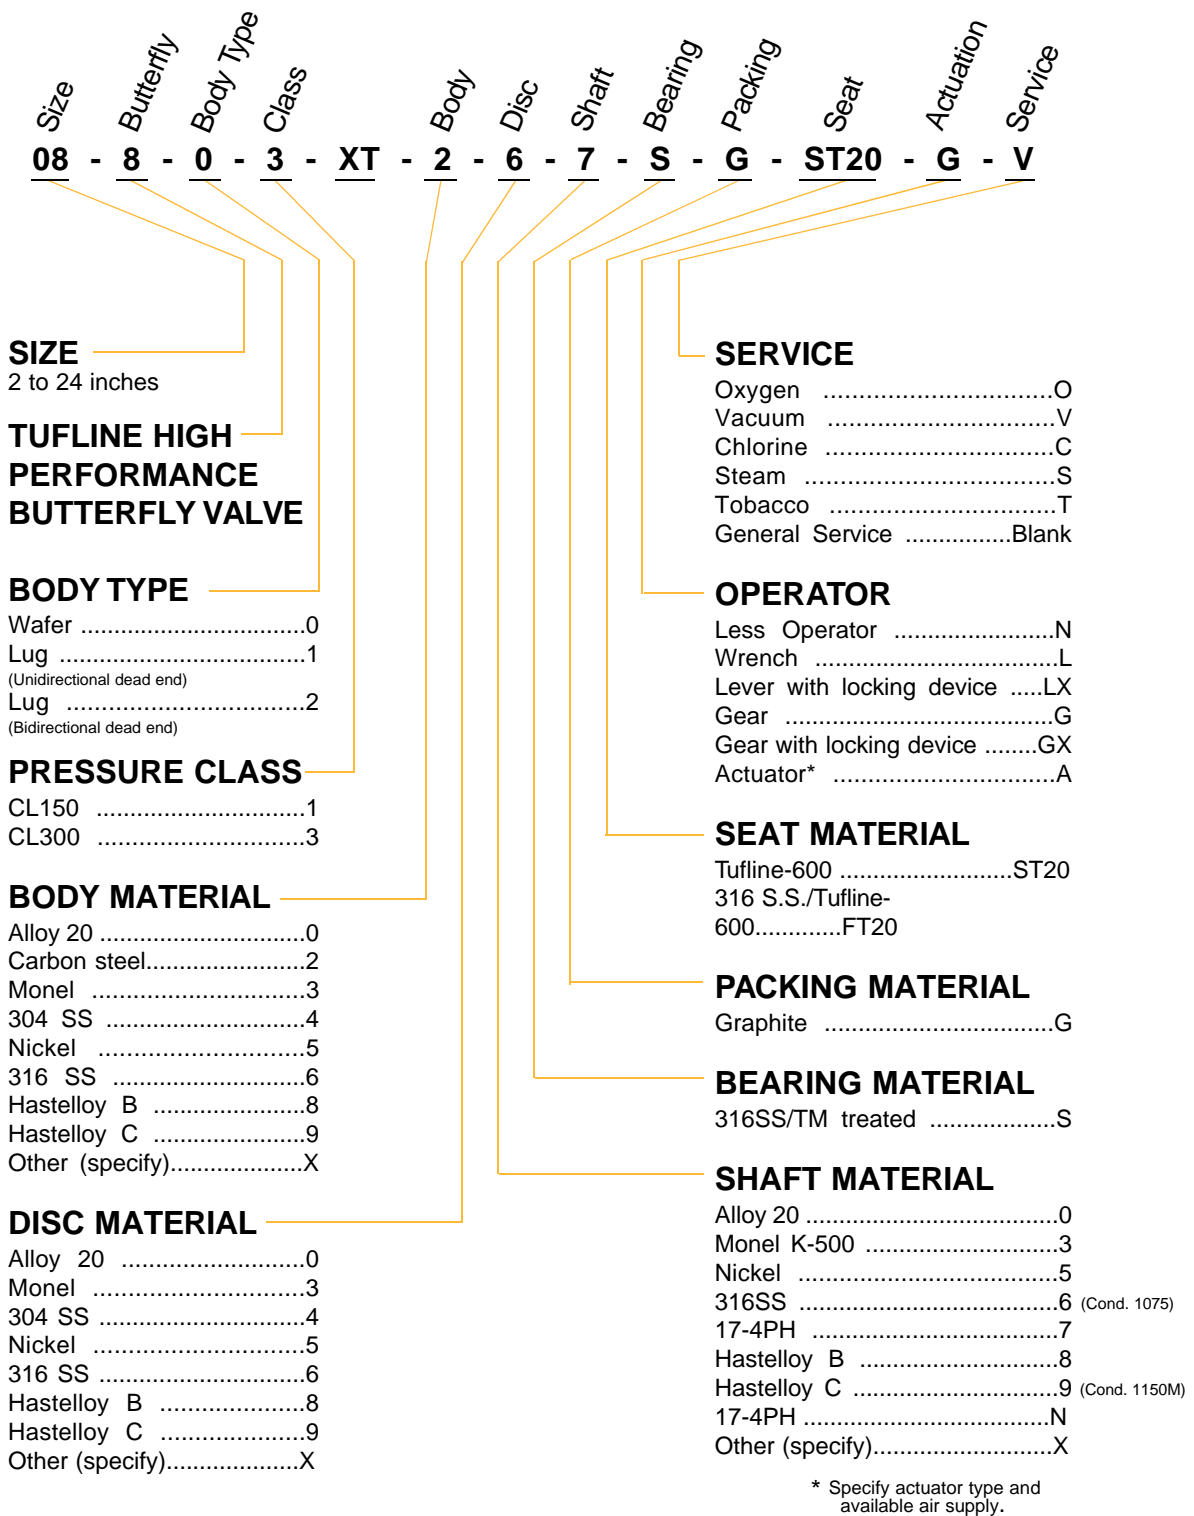 Size Butterfly Body Type Class Body Disc Shaft Bearing Packing Seat Actuation Service
08 - 8 - 0 - 3 - XT - 2 - 6 - 7 - S - G - ST20 - G - V
SIZE
2 to 24 inches
TUFLINE HIGH
PERFORMANCE
BUTTERFLY VALVE
BODY TYPE
Wafer ..................................0
Lug .....................................1
(Unidirectional dead end)
Lug .................................2
(Bidirectional dead end)
PRESSURE CLASS
CL150 ...............................1
CL300 .............................3
BODY MATERIAL
Alloy 20 ...............................0
Carbon steel........................2
Monel ................................3
304 SS ..............................4
Nickel .............................5
316 SS .............................6
Hastelloy B .......................8
Hastelloy C .......................9
Other (specify)....................X
DISC MATERIAL
Alloy 20 ............................0
Monel ................................3
304 SS ...............................4
Nickel ................................5
316 SS ...............................6
Hastelloy B ......................8
Hastelloy C ......................9
Other (specify)....................X
SERVICE
Oxygen ................................O
Vacuum ................................V
Chlorine ................................C
Steam ...................................S
Tobacco ................................T
General Service ................Blank
OPERATOR
Less Operator ........................N
Wrench ....................................L
Lever with locking device .....LX
Gear ........................................G
Gear with locking device ........GX
Actuator* ................................A
SEAT MATERIAL
Tufline-600 ..........................ST20
316 S.S./Tufline-
600.............FT20
PACKING MATERIAL
Graphite ..................................G
BEARING MATERIAL
316SS/TM treated ...................S
SHAFT MATERIAL
Alloy 20 ......................................0
Monel K-500 .............................3
Nickel .......................................5
316SS .......................................6 (Cond. 1075)
17-4PH .....................................7
Hastelloy B ..............................8
Hastelloy C ..............................9 (Cond. 1150M)
17-4PH .....................................N
Other (specify)...........................X
* Specify actuator type and
available air supply.